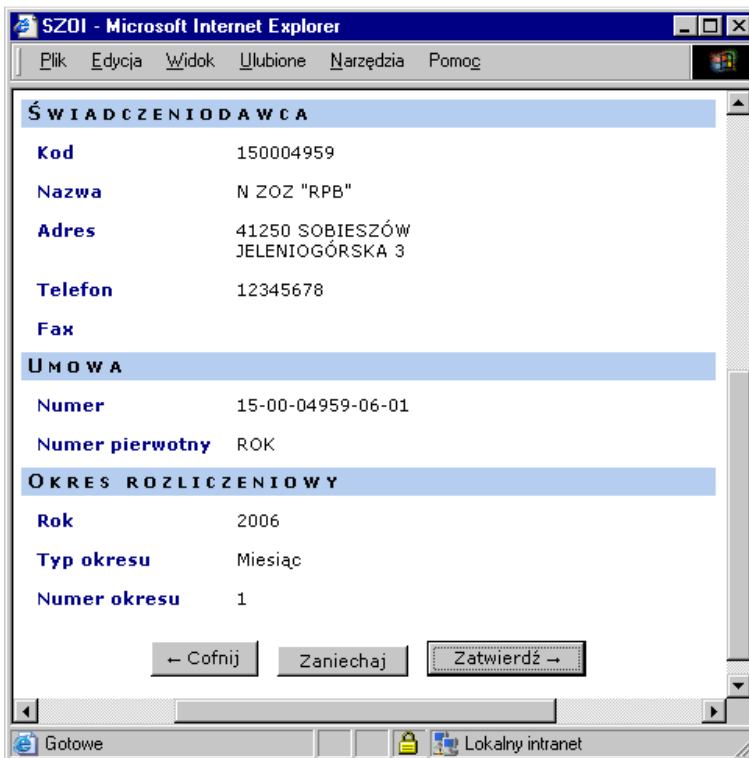 SZOI - Microsoft Internet Explorer
Plik Edycja Widok Ulubione Narzędzia Pomoc
ŚWIADCZENIODAWCA
Kod 150004959
Nazwa N ZOZ "RPB"
Adres 41250 SOBIESZÓW
JELENIOGÓRSKA 3
Telefon 12345678
Fax
UMOWA
Numer 15-00-04959-06-01
Numer pierwotny ROK
OKRES ROZLICZENIOWY
Rok 2006
Typ okresu Miesiąc
Numer okresu 1
← Cofnij Zaniechaj Zatwierdź →
Gotowe Lokalny intranet